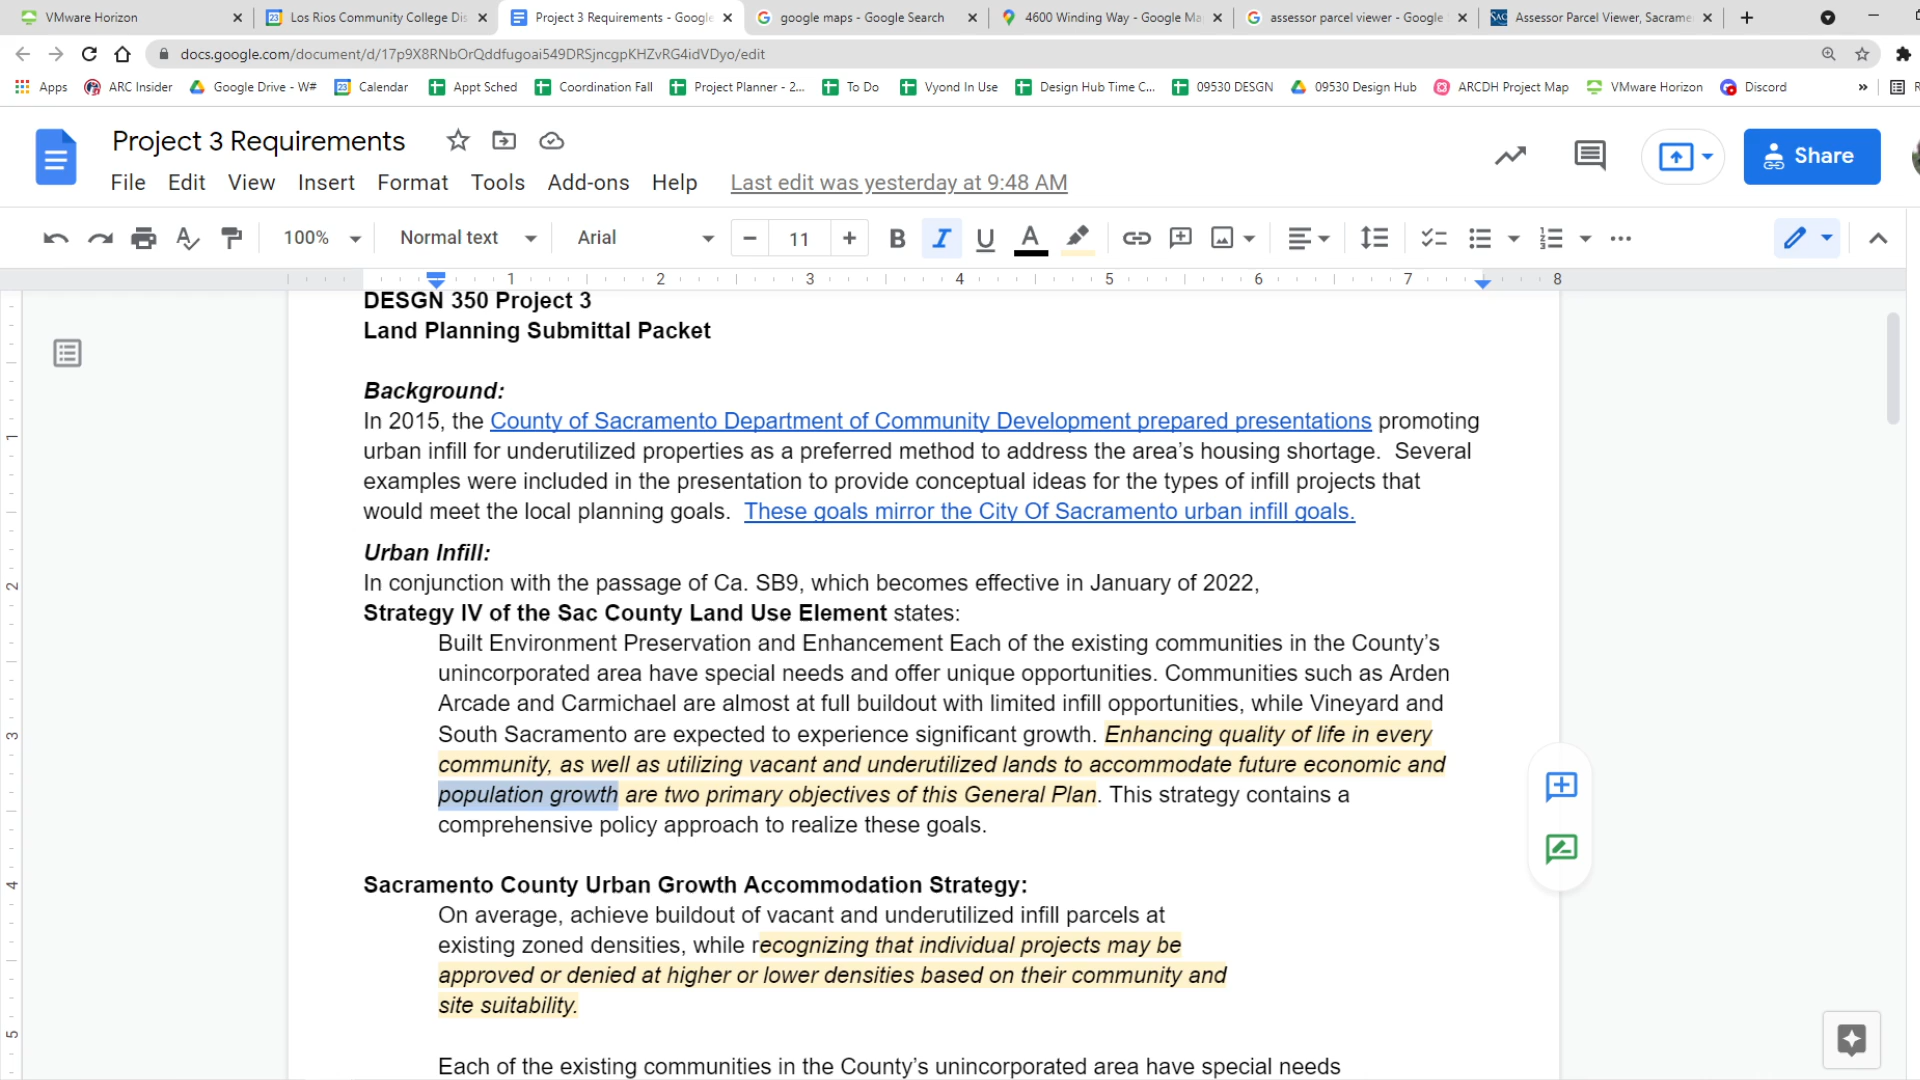 VMware Horizon
Los Rios Community College Dis
Project 3 Requirements - Google
google maps - Google Search
4600 Winding Way - Google Ma
assessor parcel viewer - Google
SAC
Assessor Parcel Viewer, Sacrame
docs.google.com/document/d/17p9X8RNbOrQddfugoai549DRSjncgpKHZvRG4idVDyo/edit
Apps
ARC Insider
Google Drive - W#
23
Calendar
Appt Sched
Coordination Fall
Project Planner - 2...
To Do
Vyond In Use
Design Hub Time C...
09530 DESGN
09530 Design Hub
ARCDH Project Map
VMware Horizon
Discord
»
Project 3 Requirements
Share
File Edit View Insert Format Tools Add-ons Help Last edit was yesterday at 9:48 AM
100% Normal text Arial − 11 + B I U A
1 2 3 4 5 6 7 8
DESGN 350 Project 3
Land Planning Submittal Packet
Background:
In 2015, the County of Sacramento Department of Community Development prepared presentations promoting
urban infill for underutilized properties as a preferred method to address the area’s housing shortage. Several
examples were included in the presentation to provide conceptual ideas for the types of infill projects that
would meet the local planning goals. These goals mirror the City Of Sacramento urban infill goals.
Urban Infill:
In conjunction with the passage of Ca. SB9, which becomes effective in January of 2022,
Strategy IV of the Sac County Land Use Element states:
Built Environment Preservation and Enhancement Each of the existing communities in the County’s
unincorporated area have special needs and offer unique opportunities. Communities such as Arden
Arcade and Carmichael are almost at full buildout with limited infill opportunities, while Vineyard and
South Sacramento are expected to experience significant growth. Enhancing quality of life in every
community, as well as utilizing vacant and underutilized lands to accommodate future economic and
population growth are two primary objectives of this General Plan. This strategy contains a
comprehensive policy approach to realize these goals.
Sacramento County Urban Growth Accommodation Strategy:
On average, achieve buildout of vacant and underutilized infill parcels at
existing zoned densities, while recognizing that individual projects may be
approved or denied at higher or lower densities based on their community and
site suitability.
Each of the existing communities in the County’s unincorporated area have special needs
1
2
3
4
5